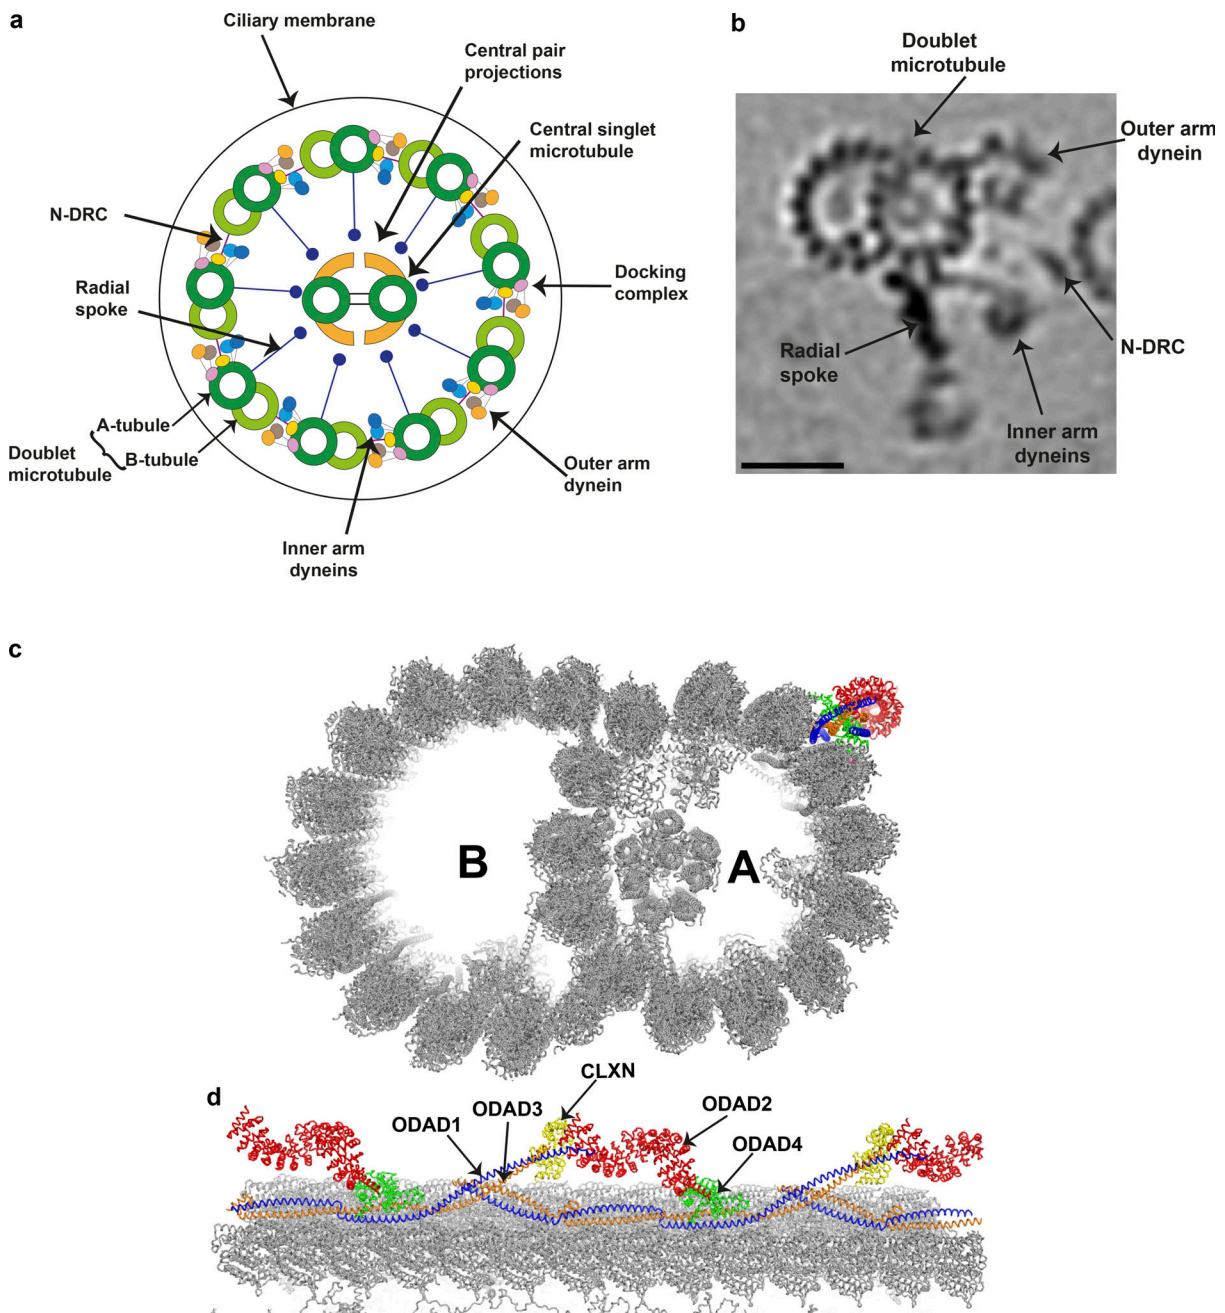 a
Ciliary membrane
Central pair
projections
Central singlet
microtubule
N-DRC
Radial
spoke
Docking
complex
A-tubule
Doublet
microtubule
B-tubule
Outer arm
dynein
Inner arm
dyneins
b
Doublet
microtubule
Outer arm
dynein
Radial
spoke
N-DRC
Inner arm
dyneins
c
B
A
d
CLXN
ODAD1
ODAD3
ODAD2
ODAD4